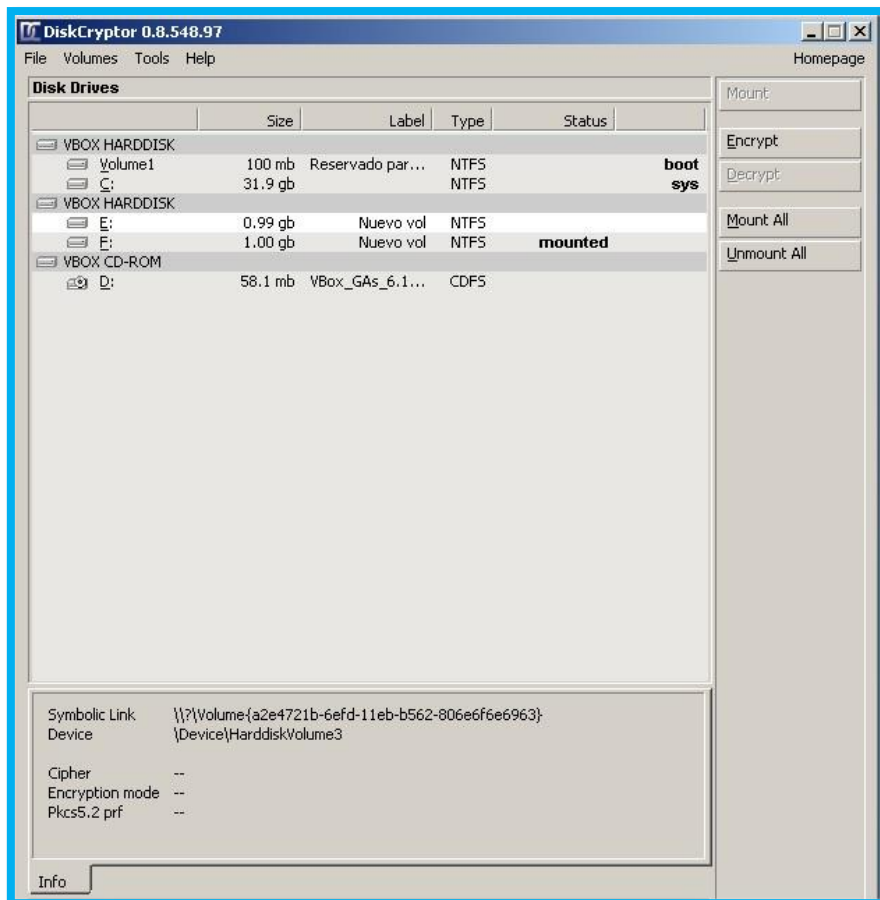 DiskCryptor 0.8.548.97
File Volumes Tools Help Homepage
Disk Drives
Size Label Type Status
VBOX HARDDISK
Volume1 100 mb Reservado par... NTFS boot
C: 31.9 gb NTFS sys
VBOX HARDDISK
E: 0.99 gb Nuevo vol NTFS
F: 1.00 gb Nuevo vol NTFS mounted
VBOX CD-ROM
D: 58.1 mb VBox_GAs_6.1... CDFS
Mount
Encrypt
Decrypt
Mount All
Unmount All
Symbolic Link \\?\Volume{a2e4721b-6efd-11eb-b562-806e6f6e6963}
Device \Device\HarddiskVolume3
Cipher --
Encryption mode --
Pkcs5.2 prf --
Info